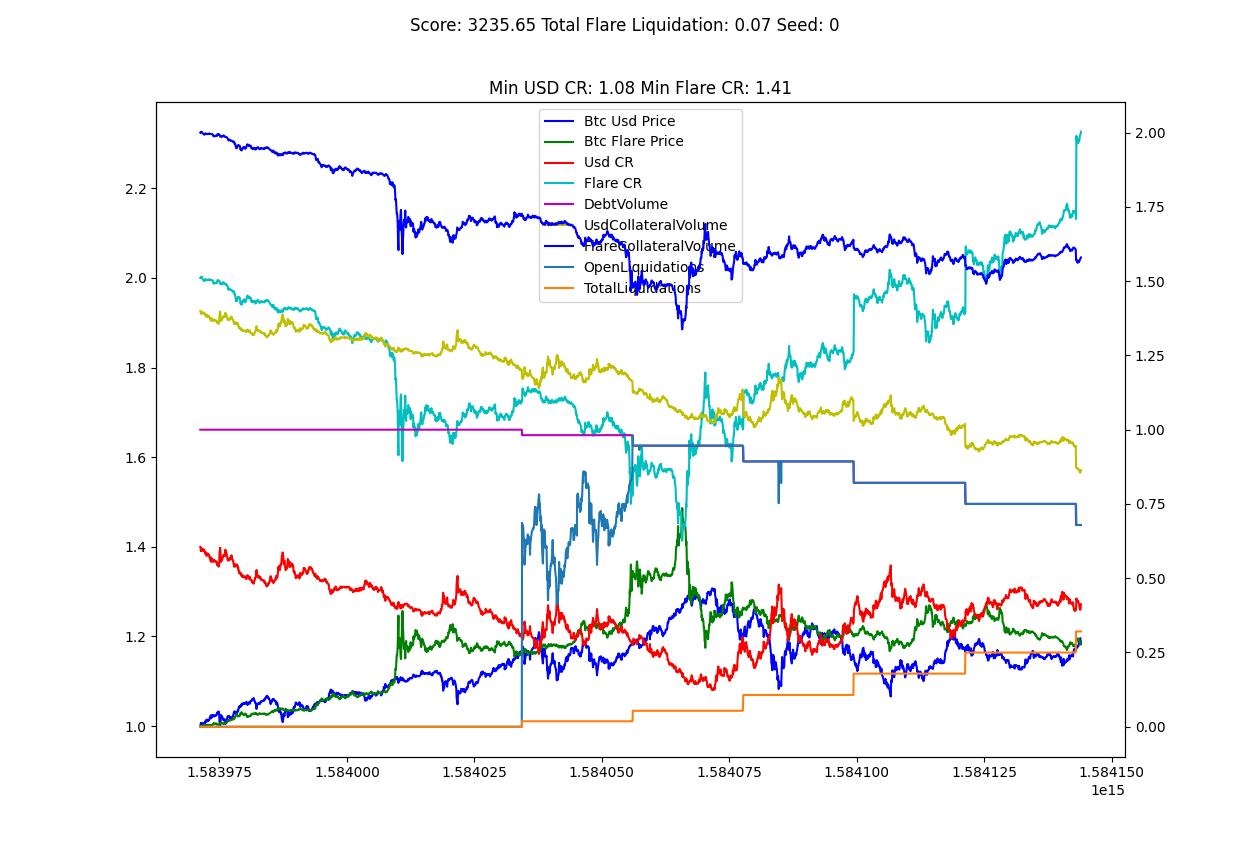 Score: 3235.65 Total Flare Liquidation: 0.07 Seed: 0
Min USD CR: 1.08 Min Flare CR: 1.41
Btc Usd Price
Btc Flare Price
Usd CR
Flare CR
DebtVolume
UsdCollateralVolume
FlareCollateralVolume
OpenLiquidations
TotalLiquidations
2.2
2.0
1.8
1.6
1.4
1.2
1.0
2.00
1.75
1.50
1.25
1.00
0.75
0.50
0.25
0.00
1.583975 1.584000 1.584025 1.584050 1.584075 1.584100 1.584125 1.584150
1e15